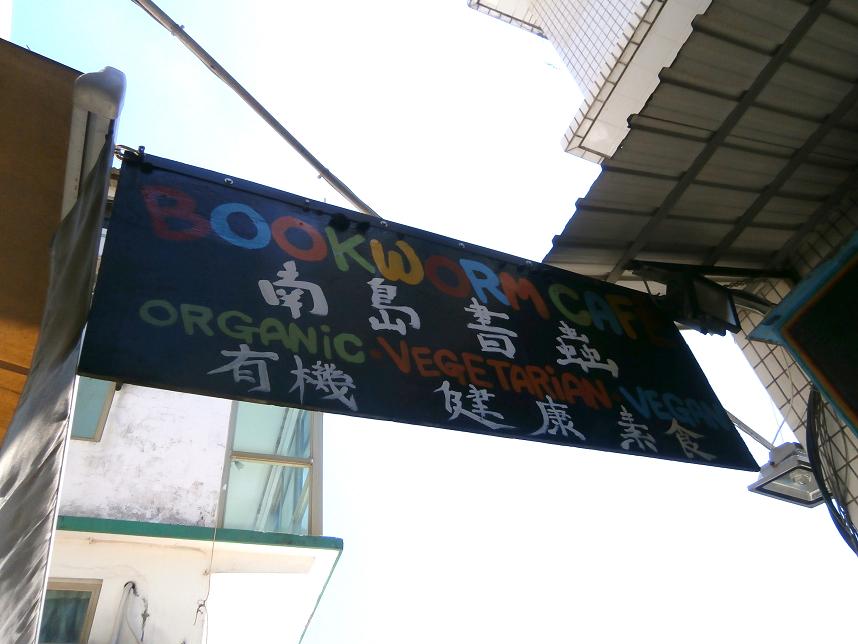 BOOKWORM CAFE
南島書蟲
ORGANiC · VEGETARiAN · VEGAN
有機 健康素食